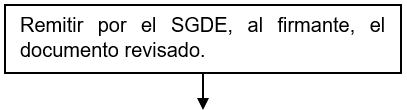 Remitir por el SGDE, al firmante, el
documento revisado.